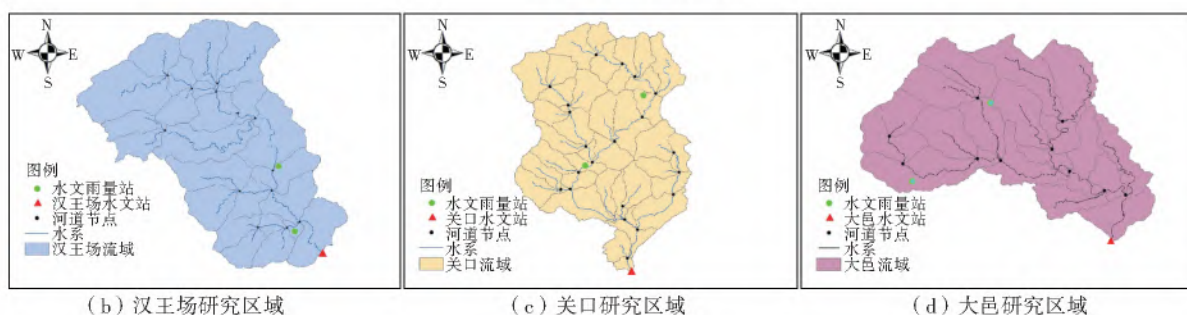 N
W E
S
图例
水文雨量站
汉王场水文站
河道节点
水系
汉王场流域
(b)汉王场研究区域
N
W E
S
图例
水文雨量站
关口水文站
河道节点
水系
关口流域
(c)关口研究区域
N
W E
S
图例
水文雨量站
大邑水文站
河道节点
水系
大邑流域
(d)大邑研究区域